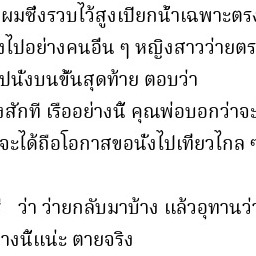 ผมซึ่งรวบไว้สูงเปียกน้ำเฉพาะตรง
ไปอย่างคนอื่น ๆ หญิงสาวว่ายตร
ปนั่งบนขั้นสุดท้าย ตอบว่า
สักที เรืออย่างนี้ คุณพ่อบอกว่าจะ
จะได้ถือโอกาสขอนั่งไปเที่ยวไกล ๆ
ว่า ว่ายกลับมาบ้าง แล้วอุทานว่า
างนี้แน่ะ ตายจริง